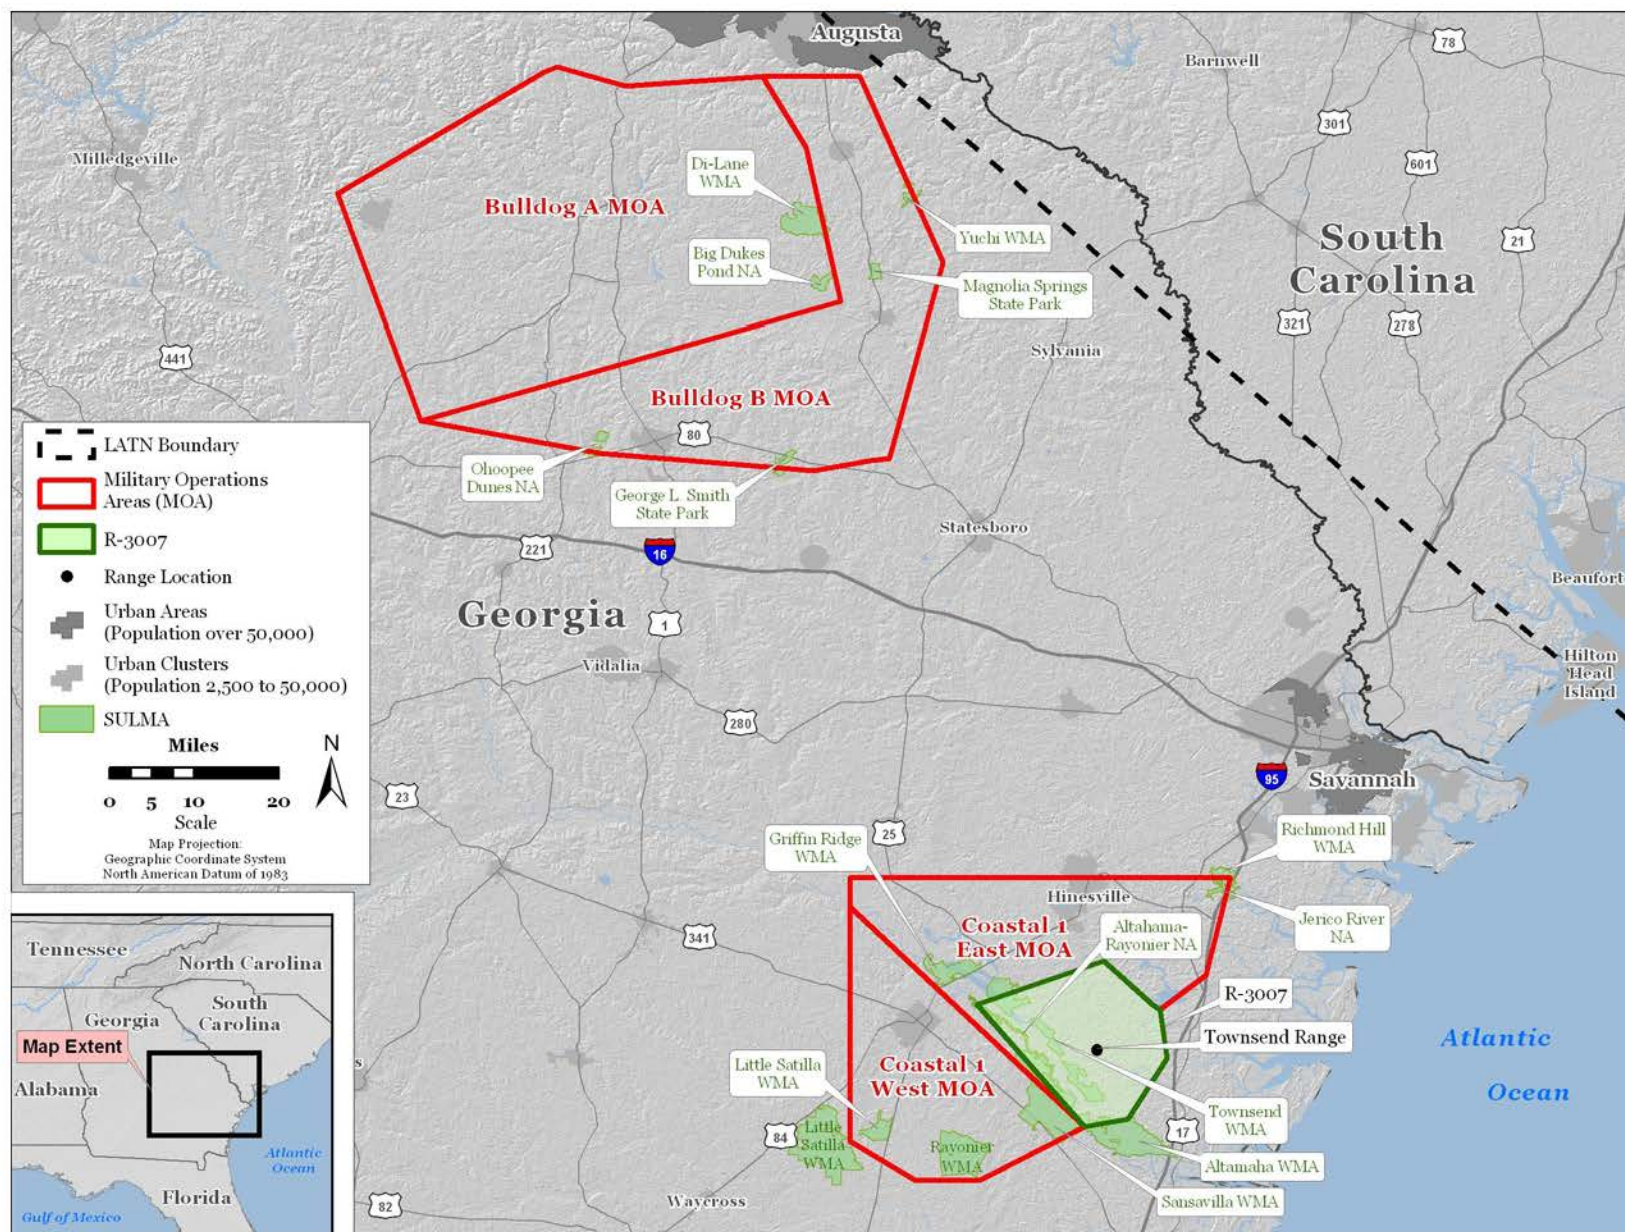 Augusta
78
Barnwell
301
Milledgeville
Di-Lane
WMA
601
Bulldog A MOA
Yuchi WMA
South
Carolina
21
Big Dukes
Pond NA
Magnolia Springs
State Park
321
278
441
Sylvania
Bulldog B MOA
80
Ohoopee
Dunes NA
George L. Smith
State Park
Statesboro
221
16
Beaufort
Georgia
1
Vidalia
Hilton
Head
Island
280
Savannah
95
23
25
Griffin Ridge
WMA
Richmond Hill
WMA
Hinesville
Jerico River
NA
Coastal 1
East MOA
Altahama-
Rayonier NA
341
R-3007
Townsend Range
Atlantic
Ocean
Coastal 1
West MOA
Little Satilla
WMA
84
Little
Satilla
WMA
Rayonier
WMA
Townsend
WMA
17
Altamaha WMA
Sansavilla WMA
Waycross
82
s
LATN Boundary
Military Operations
Areas (MOA)
R-3007
Range Location
Urban Areas
(Population over 50,000)
Urban Clusters
(Population 2,500 to 50,000)
SULMA
Miles
N
0 5 10 20
Scale
Map Projection:
Geographic Coordinate System
North American Datum of 1983
Tennessee
North Carolina
South
Carolina
Georgia
Map Extent
Alabama
Atlantic
Ocean
Florida
Gulf of Mexico